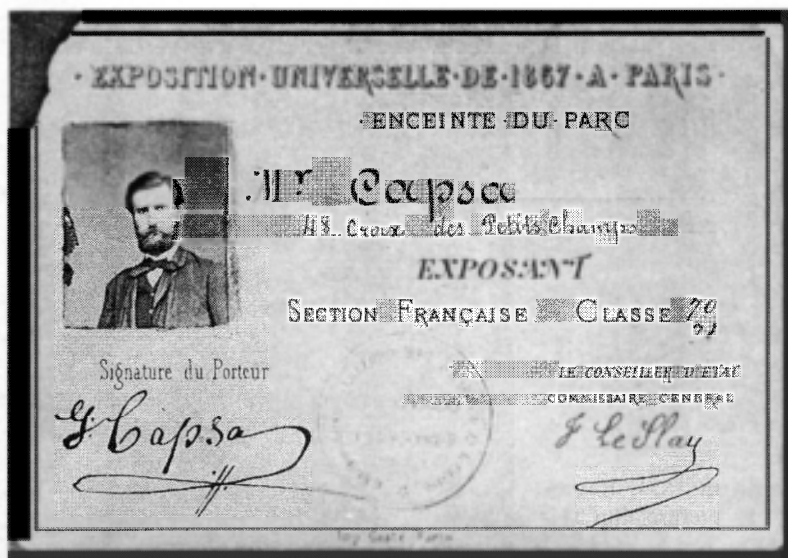 · EXPOSITION · UNIVERSELLE · DE · 1867 · A · PARIS ·
· ENCEINTE · DU · PARC
Mr Capsa
48. Croix des Petits Champs
EXPOSANT
SECTION FRANÇAISE CLASSE 70
Signature du Porteur
LE CONSEILLER D'ETAT
COMMISSAIRE GENERAL
G Capsa
F Le Play